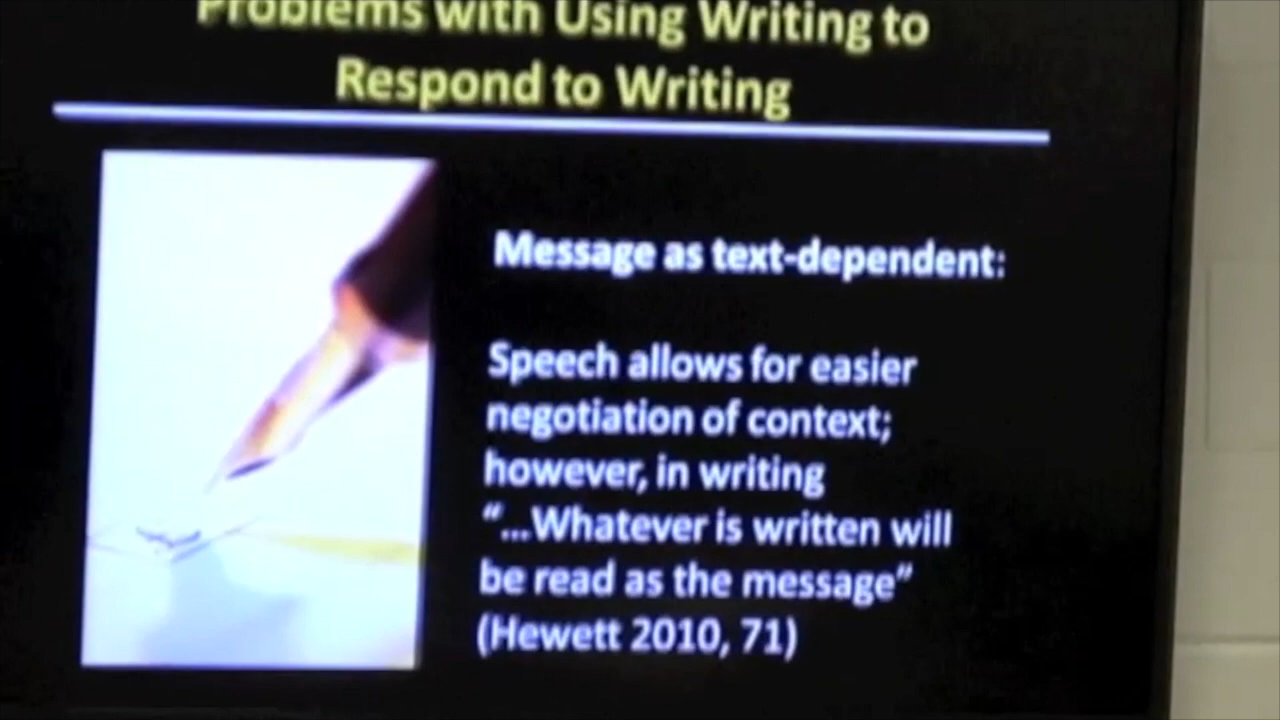 Problems with Using Writing to
Respond to Writing
Message as text-dependent:
Speech allows for easier
negotiation of context;
however, in writing
“...Whatever is written will
be read as the message”
(Hewett 2010, 71)